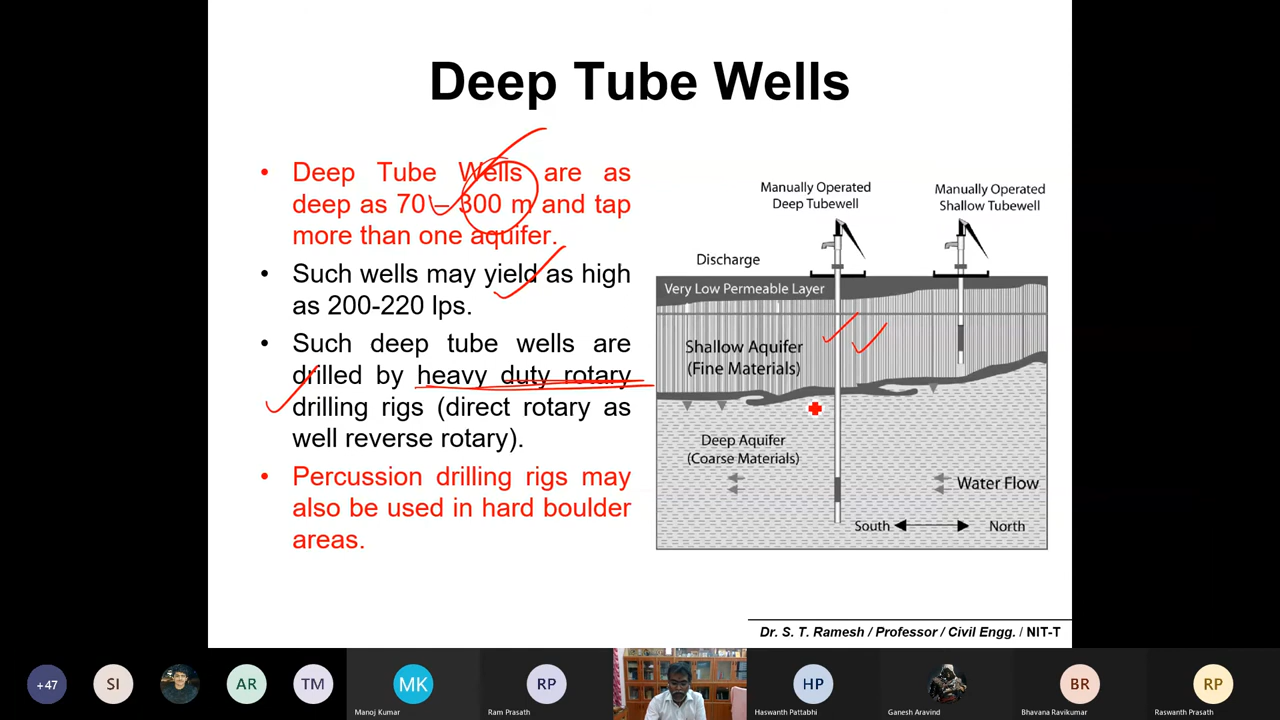 Deep Tube Wells
• Deep Tube Wells are as
deep as 70 – 300 m and tap
more than one aquifer.
• Such wells may yield as high
as 200-220 lps.
• Such deep tube wells are
drilled by heavy duty rotary
drilling rigs (direct rotary as
well reverse rotary).
• Percussion drilling rigs may
also be used in hard boulder
areas.
Manually Operated
Deep Tubewell
Manually Operated
Shallow Tubewell
Discharge
Very Low Permeable Layer
Shallow Aquifer
(Fine Materials)
Deep Aquifer
(Coarse Materials)
Water Flow
South
North
Dr. S. T. Ramesh / Professor / Civil Engg. / NIT-T
+47
SI
AR
TM
MK
Manoj Kumar
RP
Ram Prasath
HP
Haswanth Pattabhi
Ganesh Aravind
BR
Bhavana Ravikumar
RP
Raswanth Prasath